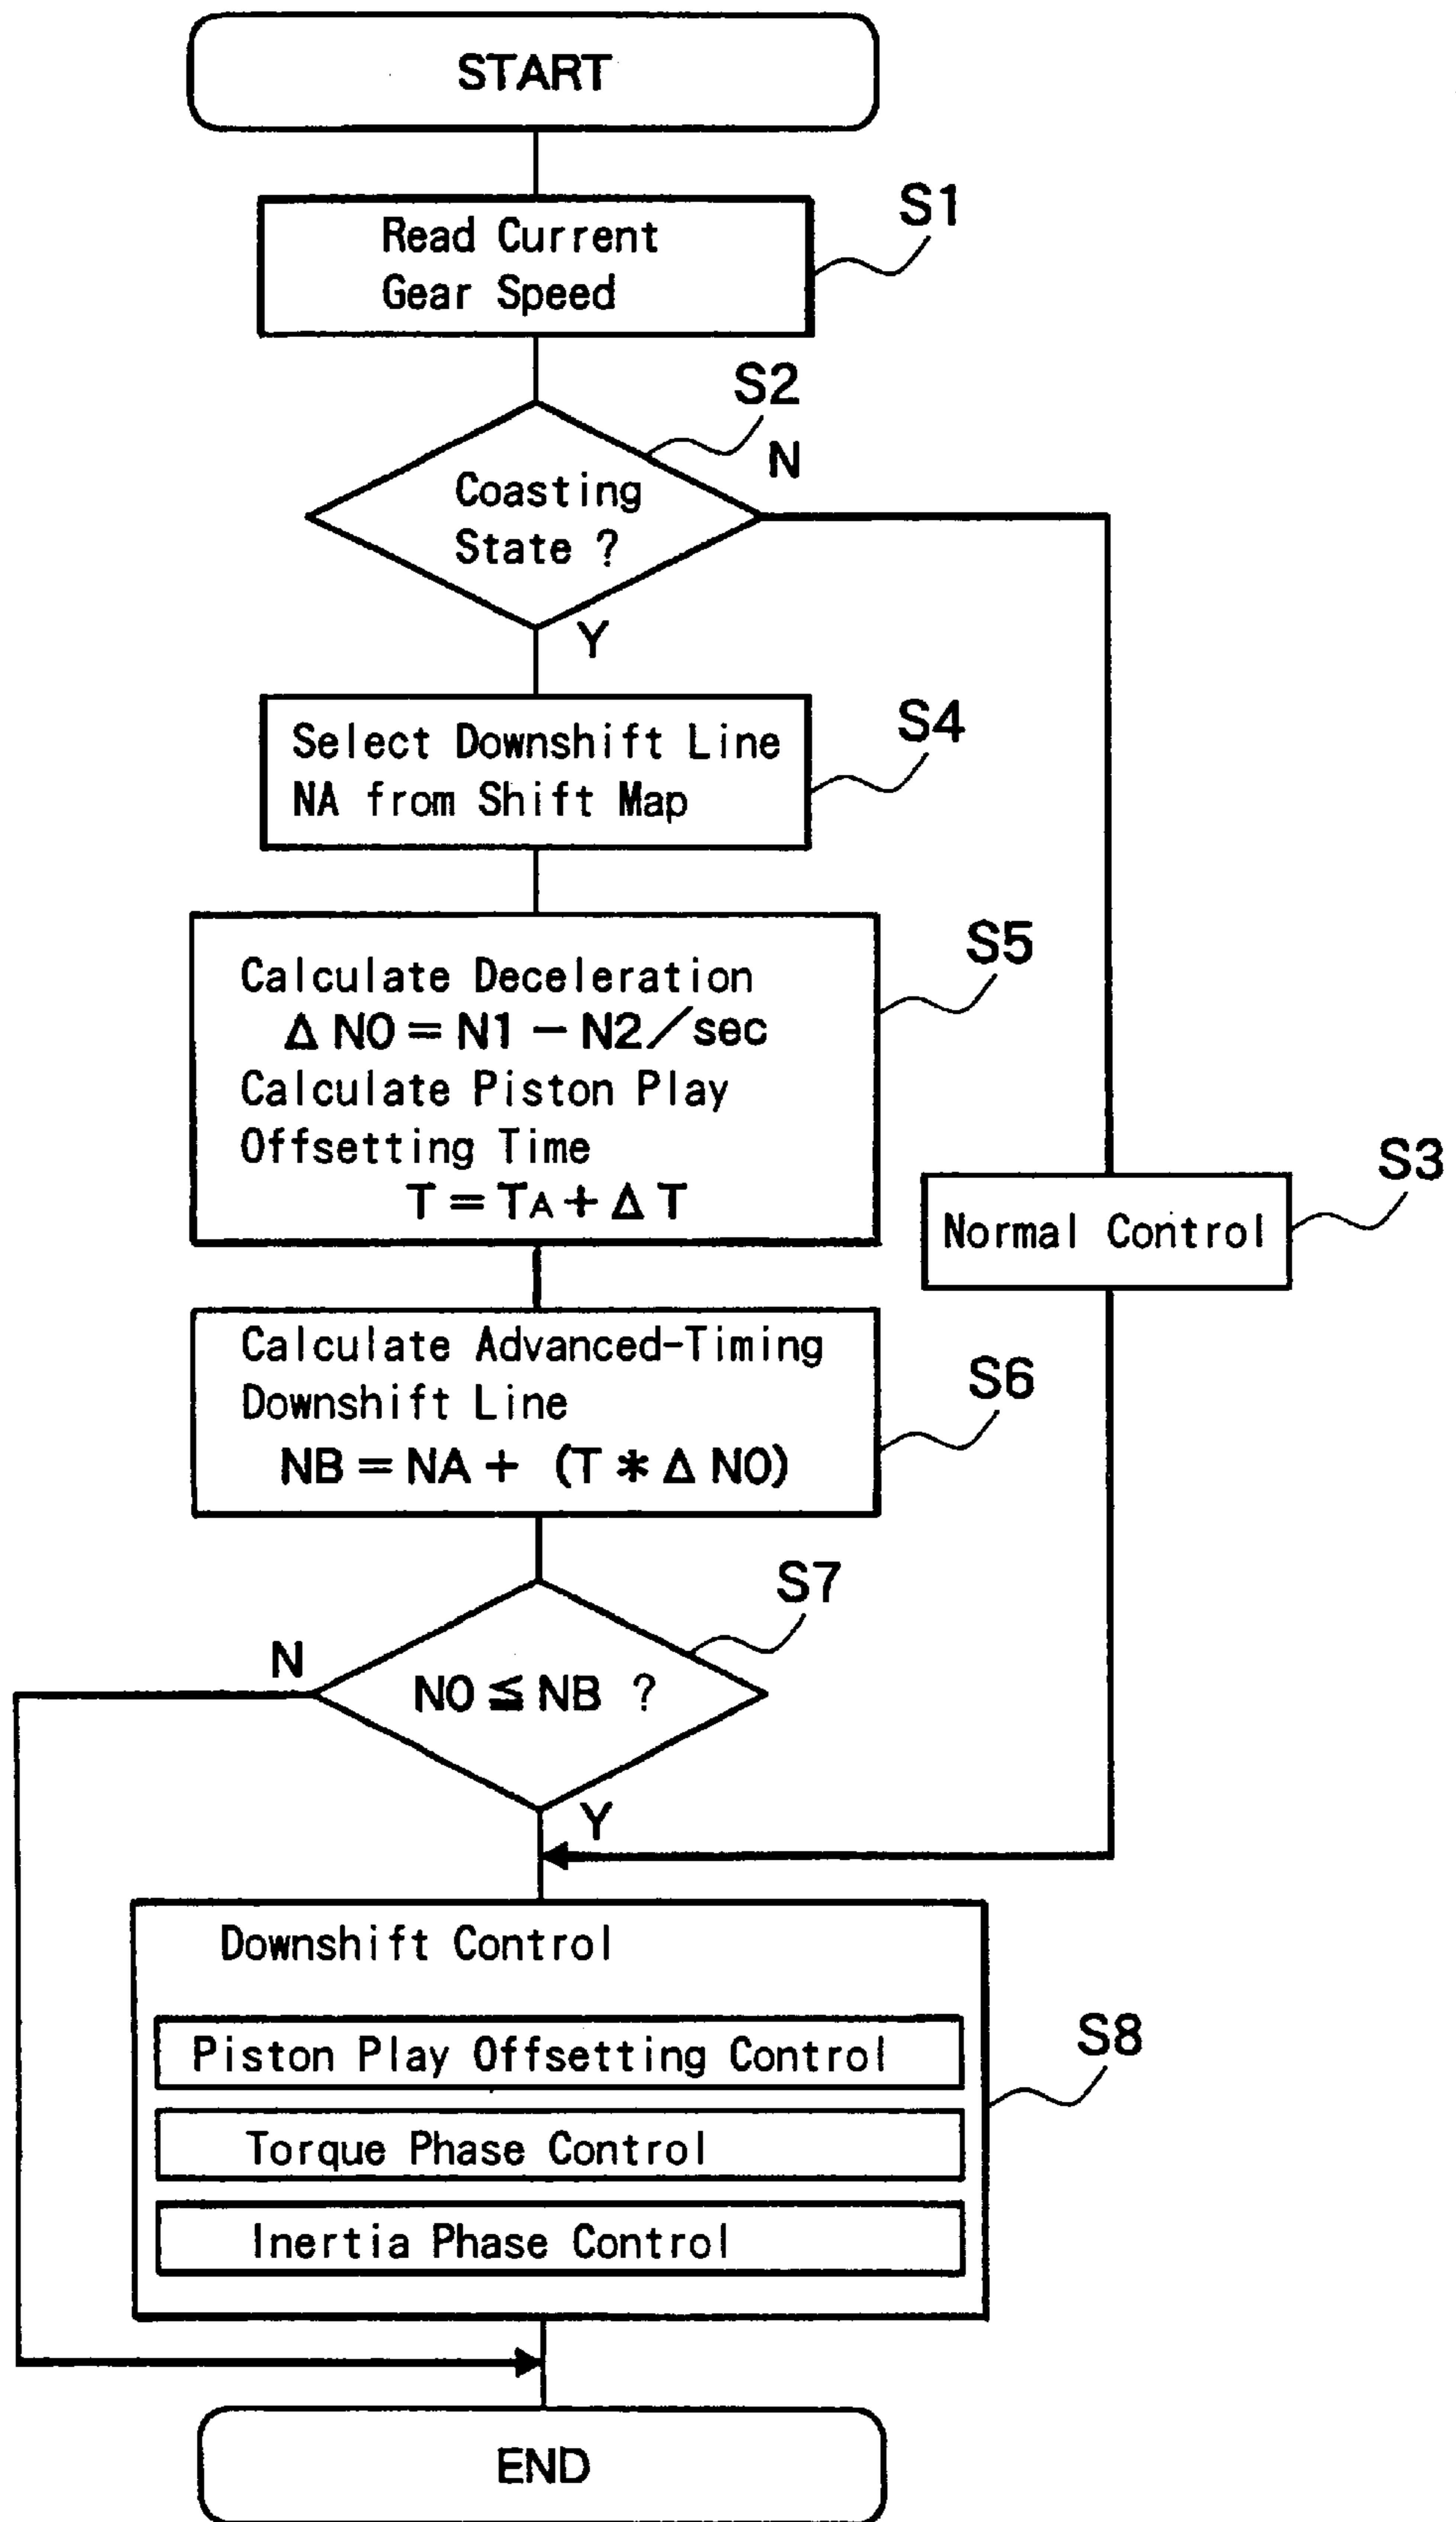 START
Read Current
Gear Speed
S1
S2
N
Coasting
State ?
Y
Select Downshift Line
NA from Shift Map
S4
Calculate Deceleration
Δ N0 = N1 − N2/sec
Calculate Piston Play
Offsetting Time
T = TA + Δ T
S5
Normal Control
S3
Calculate Advanced-Timing
Downshift Line
NB = NA + (T * Δ N0)
S6
S7
N
N0 ≦ NB ?
Y
Downshift Control
Piston Play Offsetting Control
Torque Phase Control
Inertia Phase Control
S8
END